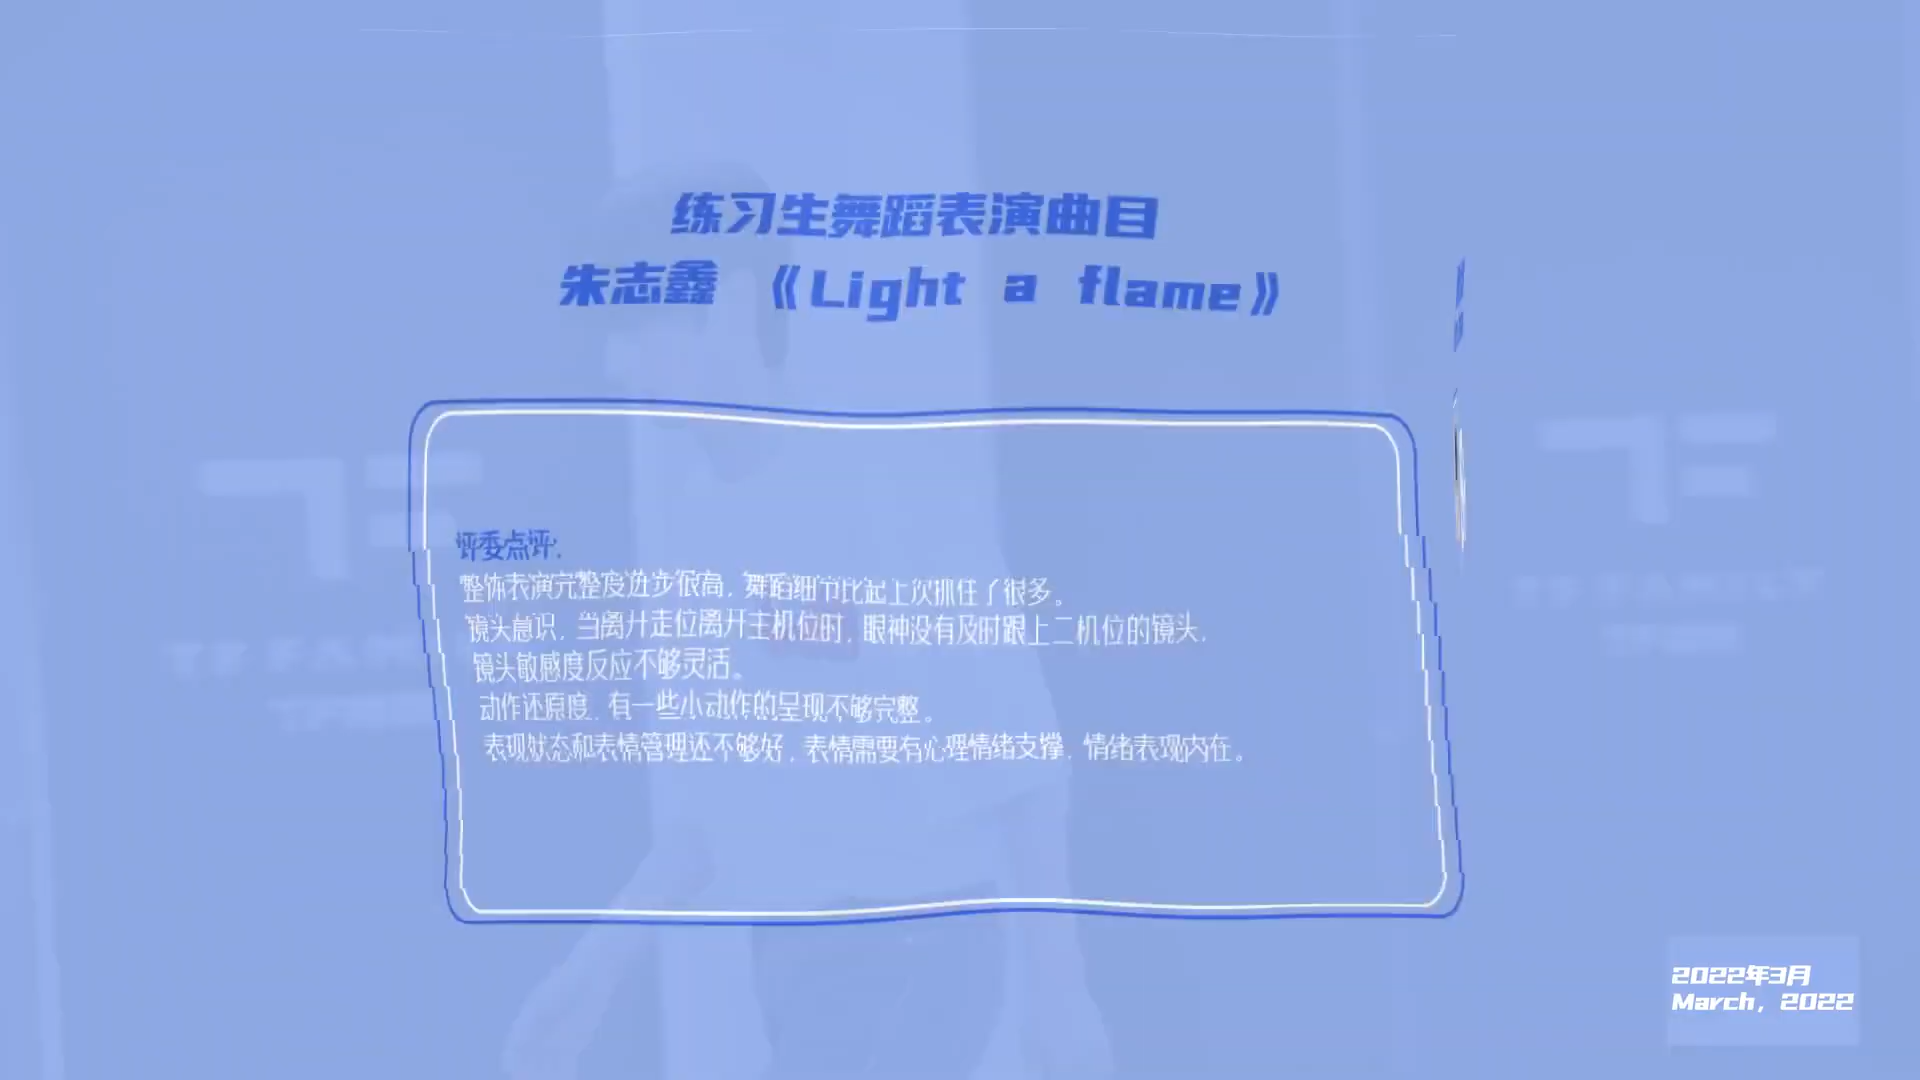 练习生舞蹈表演曲目
朱志鑫 《Light a flame》
评委点评:
整体表演完整度进步很高, 舞蹈细节比起上次抓住了很多。
镜头意识, 当离开走位离开主机位时, 眼神没有及时跟上二机位的镜头,
镜头敏感度反应不够灵活。
动作还原度, 有一些小动作的呈现不够完整。
表现状态和表情管理还不够好, 表情需要有心理情绪支撑, 情绪表现内在。
TF FAMILY
2022年3月
March, 2022